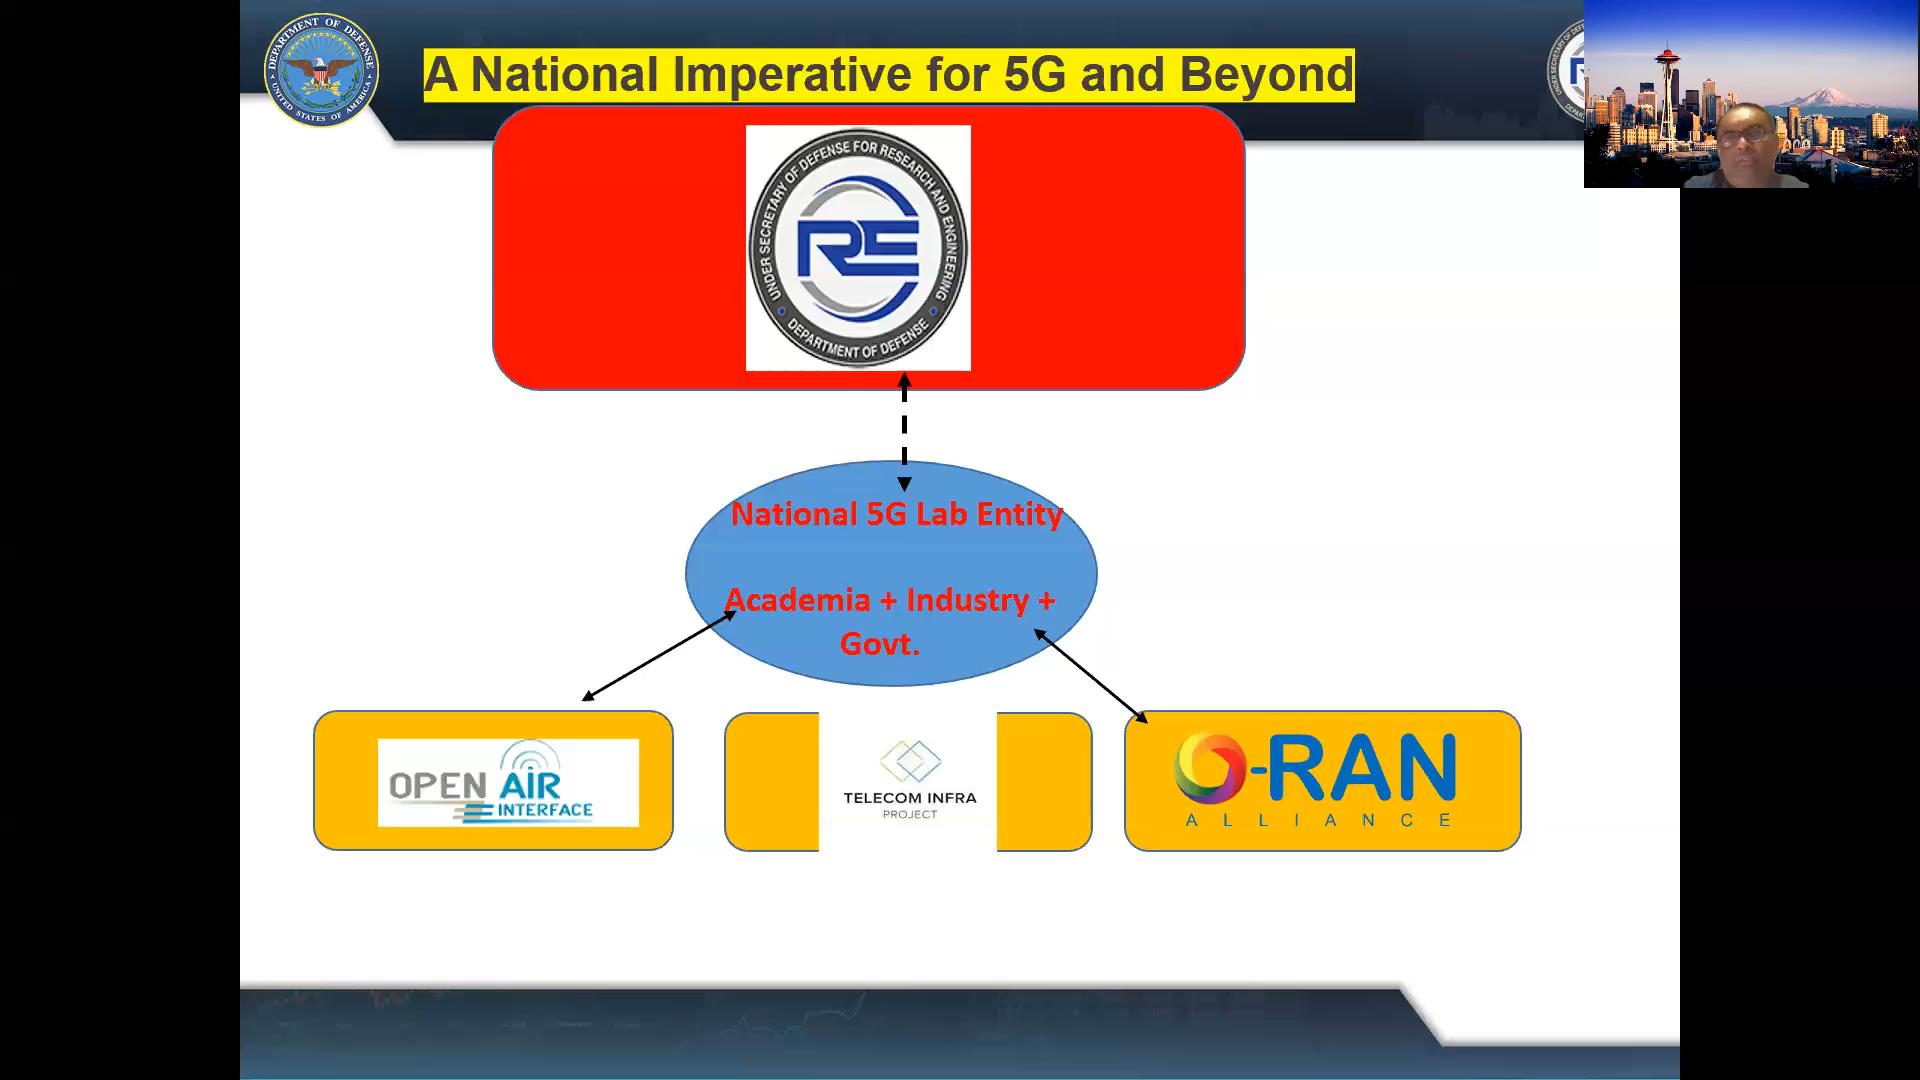 DEPARTMENT OF DEFENSE
UNITED STATES OF AMERICA
A National Imperative for 5G and Beyond
UNDER SECRETARY OF DEFENSE FOR RESEARCH AND ENGINEERING
RE
DEPARTMENT OF DEFENSE
National 5G Lab Entity
Academia + Industry +
Govt.
OPEN AIR
INTERFACE
TELECOM INFRA
PROJECT
O-RAN
ALLIANCE